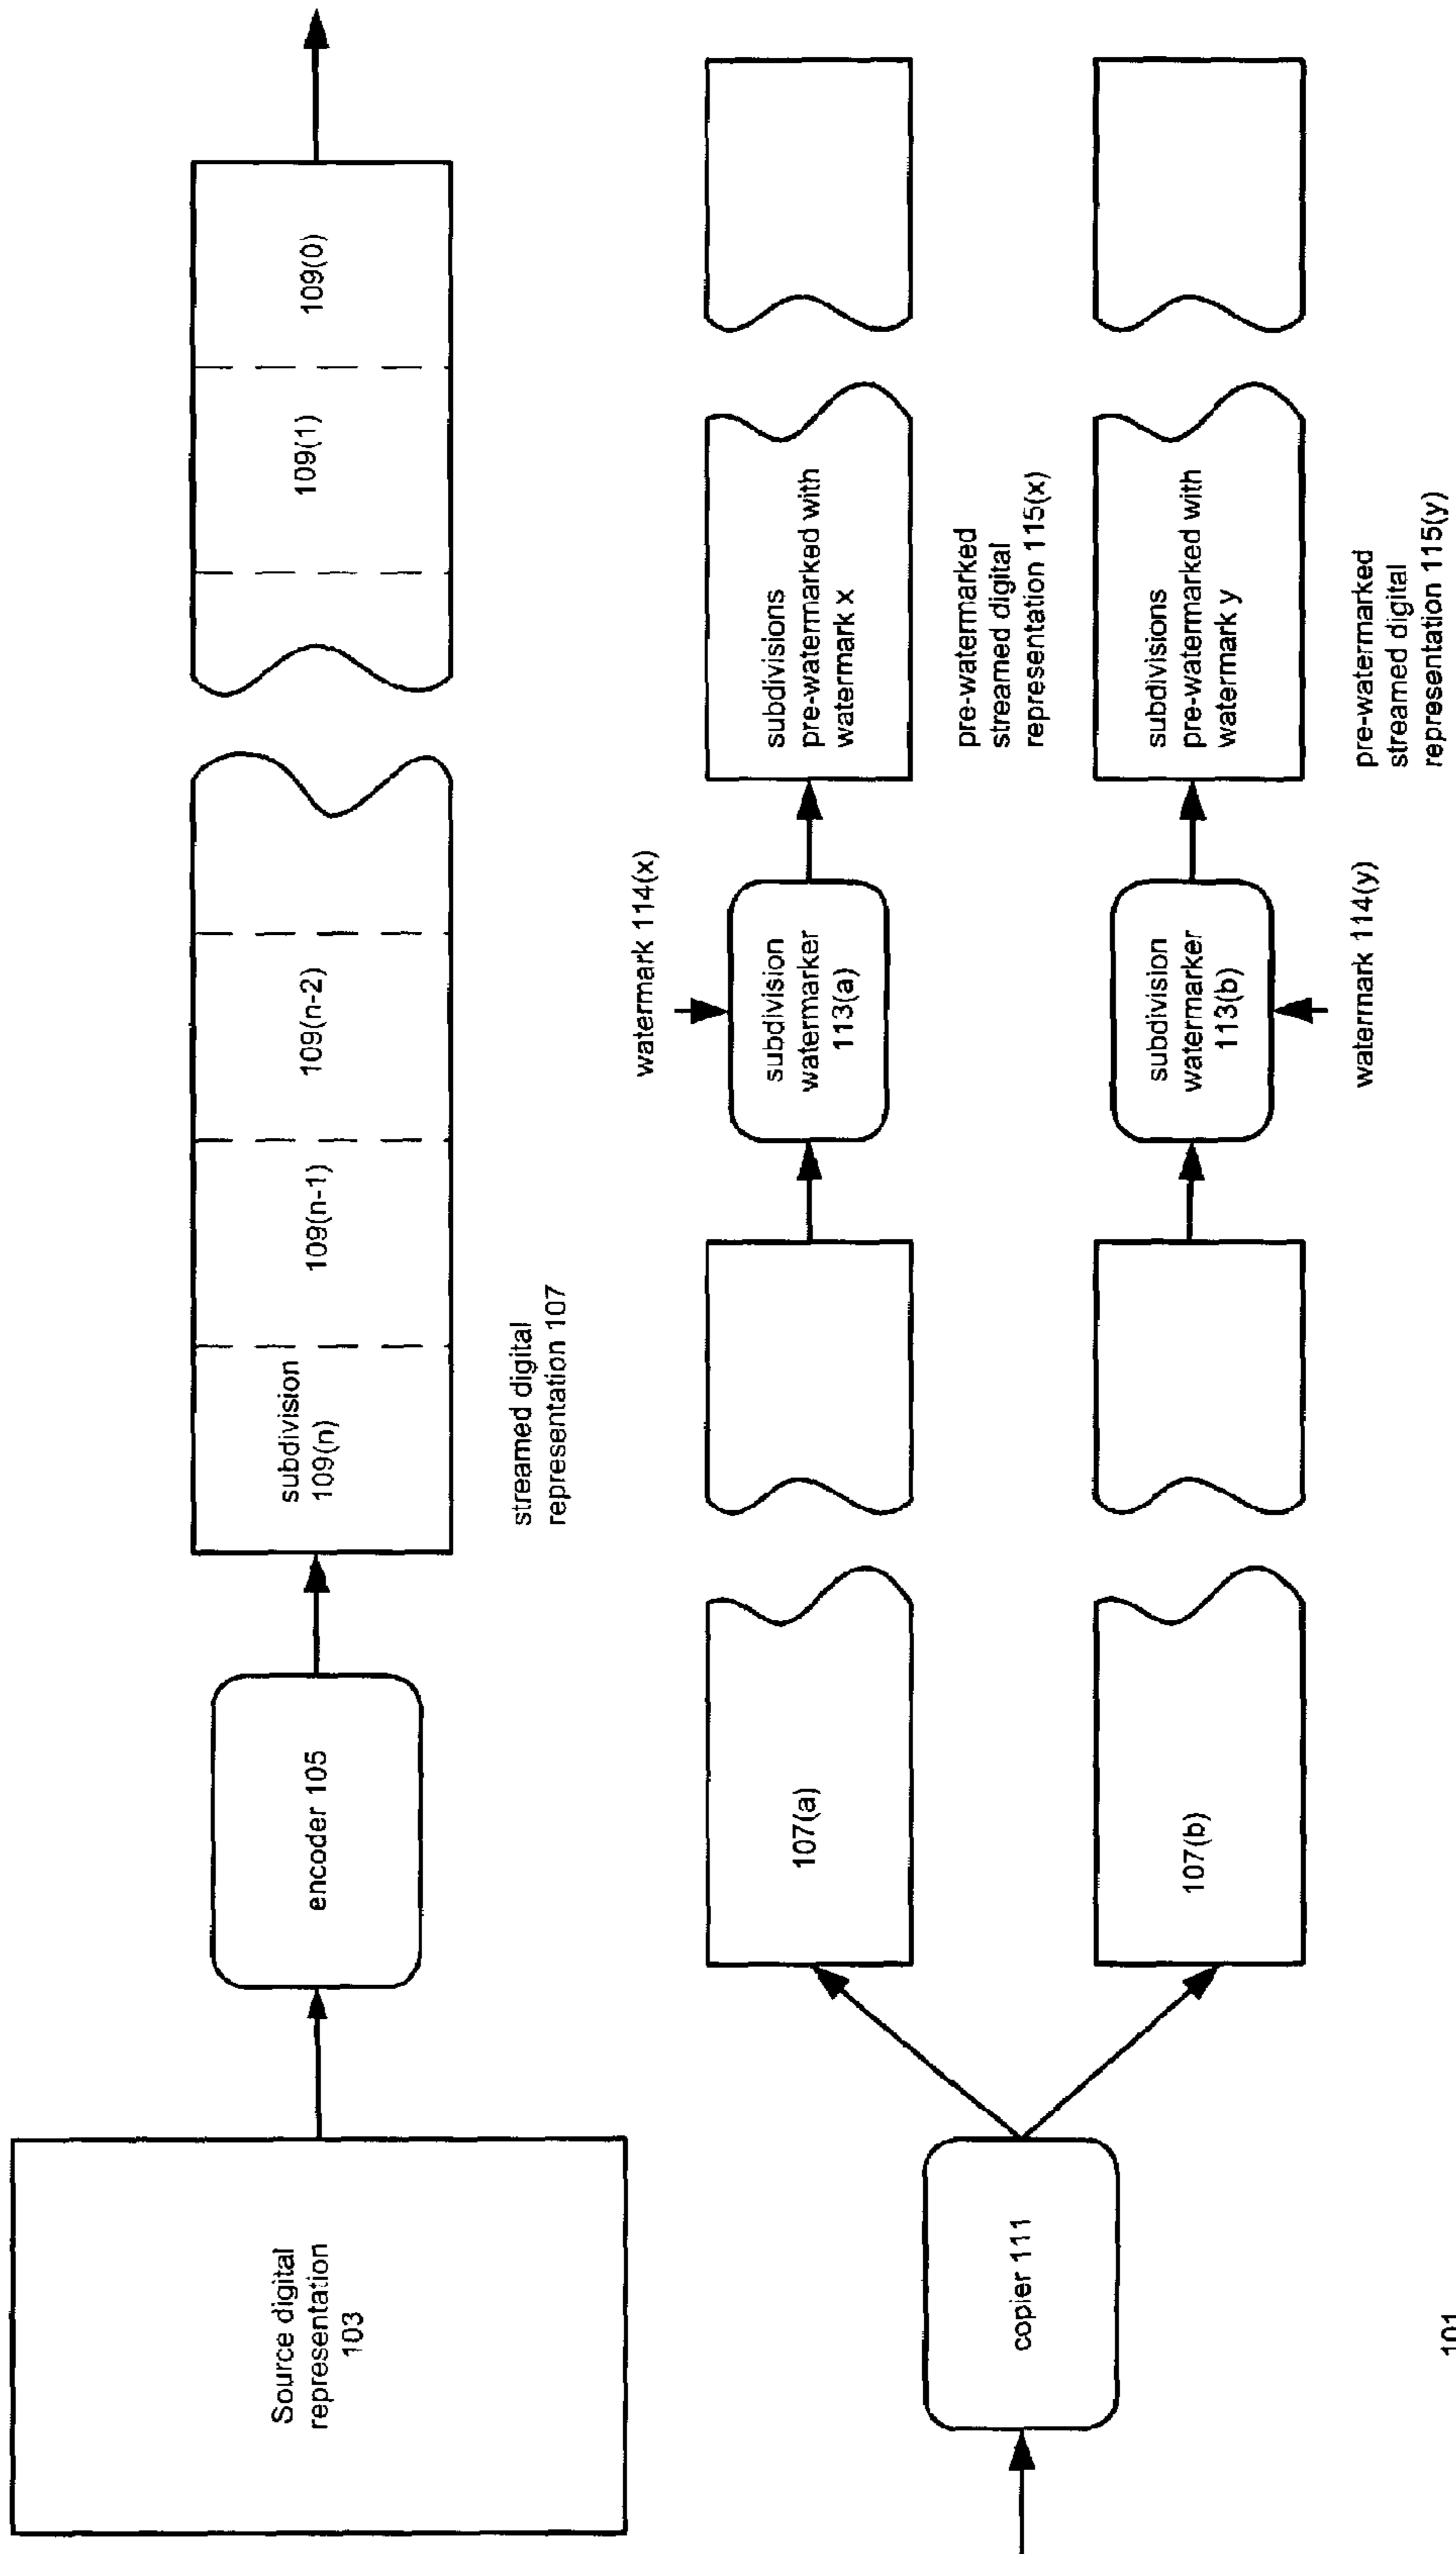 Source digital
representation
103
encoder 105
subdivision
109(n)
109(n-1)
109(n-2)
109(1)
109(0)
streamed digital
representation 107
copier 111
107(a)
watermark 114(x)
subdivision
watermarker
113(a)
subdivisions
pre-watermarked with
watermark x
pre-watermarked
streamed digital
representation 115(x)
107(b)
subdivision
watermarker
113(b)
watermark 114(y)
subdivisions
pre-watermarked with
watermark y
pre-watermarked
streamed digital
representation 115(y)
101